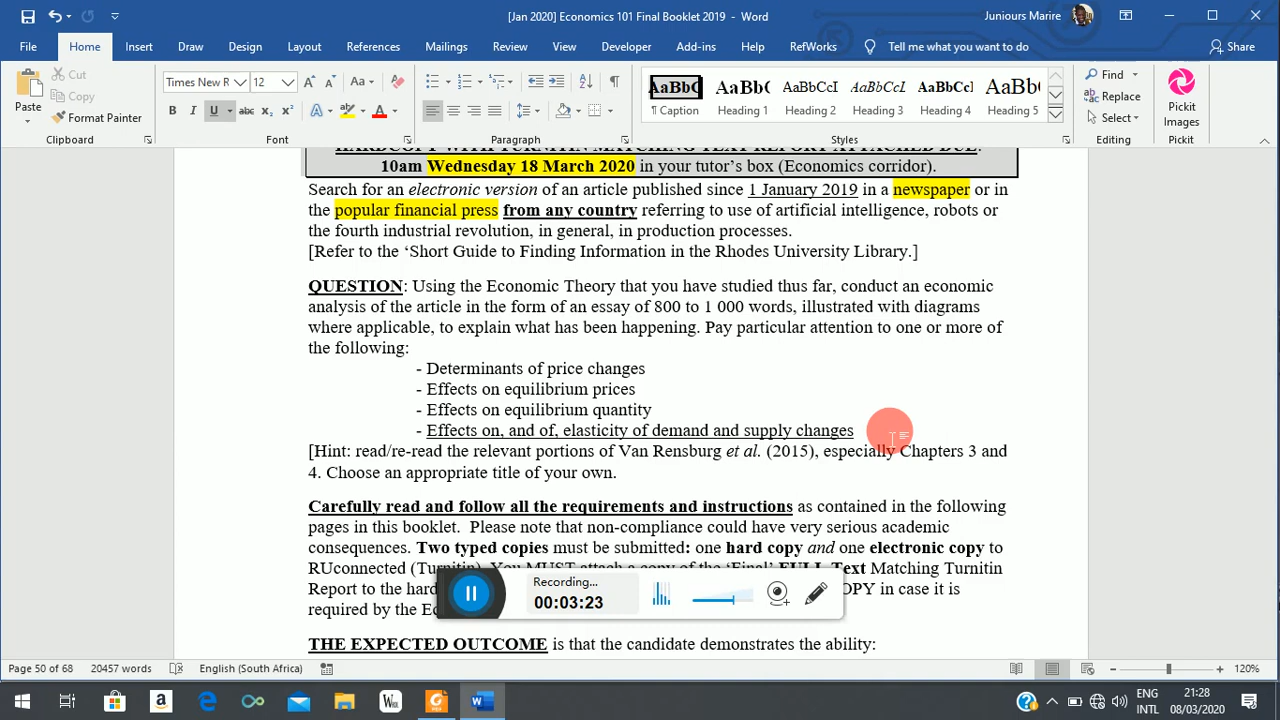 [Jan 2020] Economics 101 Final Booklet 2019 - Word
Juniours Marire
File Home Insert Draw Design Layout References Mailings Review View Developer Add-ins Help RefWorks Tell me what you want to do Share
Paste
Cut
Copy
Format Painter
Clipboard
Times New R 12
Aa
B I U abc x₂ x²
Font
Paragraph
AaBbC AaBb( AaBbCcI AaBbCcI AaBbCc AaBb(
¶ Caption Heading 1 Heading 2 Heading 3 Heading 4 Heading 5
Styles
Find
Replace
Select
Editing
Pickit
Images
Pickit
HARDCOPY WITH TURNITIN MATCHING TEXT REPORT ATTACHED DUE:
10am Wednesday 18 March 2020 in your tutor's box (Economics corridor).
Search for an electronic version of an article published since 1 January 2019 in a newspaper or in
the popular financial press from any country referring to use of artificial intelligence, robots or
the fourth industrial revolution, in general, in production processes.
[Refer to the 'Short Guide to Finding Information in the Rhodes University Library.]
QUESTION: Using the Economic Theory that you have studied thus far, conduct an economic
analysis of the article in the form of an essay of 800 to 1 000 words, illustrated with diagrams
where applicable, to explain what has been happening. Pay particular attention to one or more of
the following:
- Determinants of price changes
- Effects on equilibrium prices
- Effects on equilibrium quantity
- Effects on, and of, elasticity of demand and supply changes
[Hint: read/re-read the relevant portions of Van Rensburg et al. (2015), especially Chapters 3 and
4. Choose an appropriate title of your own.
Carefully read and follow all the requirements and instructions as contained in the following
pages in this booklet. Please note that non-compliance could have very serious academic
consequences. Two typed copies must be submitted: one hard copy and one electronic copy to
RUconnected (Turnitin). You MUST attach a copy of the 'Final' FULL Text Matching Turnitin
Report to the hard OPY in case it is
required by the Ec
Recording...
00:03:23
THE EXPECTED OUTCOME is that the candidate demonstrates the ability:
Page 50 of 68 20457 words English (South Africa) 120%
ENG
INTL
21:28
08/03/2020